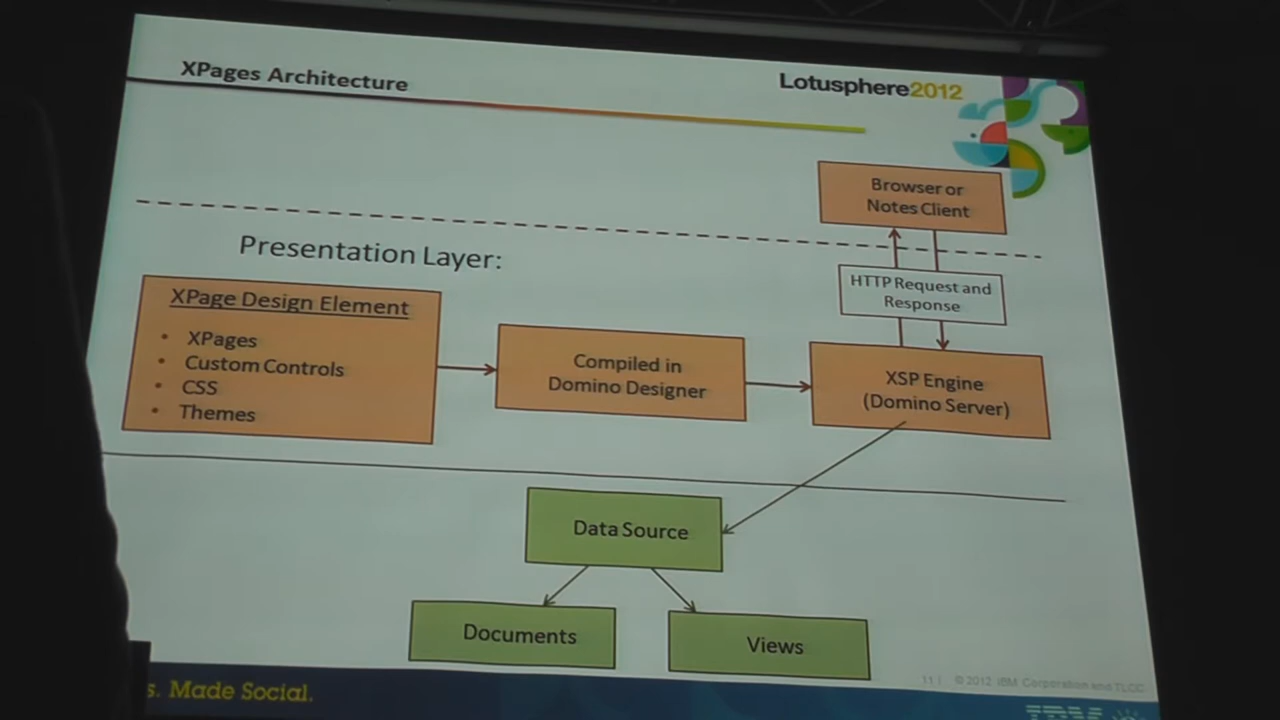 XPages Architecture
Lotusphere2012
Browser or
Notes Client
Presentation Layer:
HTTP Request and
Response
XPage Design Element
• XPages
• Custom Controls
• CSS
• Themes
Compiled in
Domino Designer
XSP Engine
(Domino Server)
Data Source
Documents
Views
s. Made Social.
11 | © 2012 IBM Corporation and TLCC
IBM